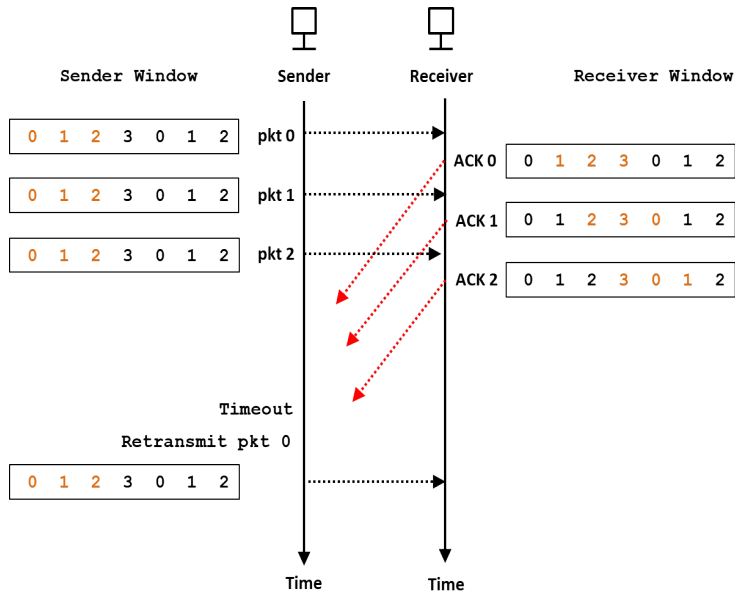 Sender Window
Sender
Receiver
Receiver Window
0 1 2 3 0 1 2
pkt 0
ACK 0
0 1 2 3 0 1 2
0 1 2 3 0 1 2
pkt 1
ACK 1
0 1 2 3 0 1 2
0 1 2 3 0 1 2
pkt 2
ACK 2
0 1 2 3 0 1 2
Timeout
Retransmit pkt 0
0 1 2 3 0 1 2
Time
Time